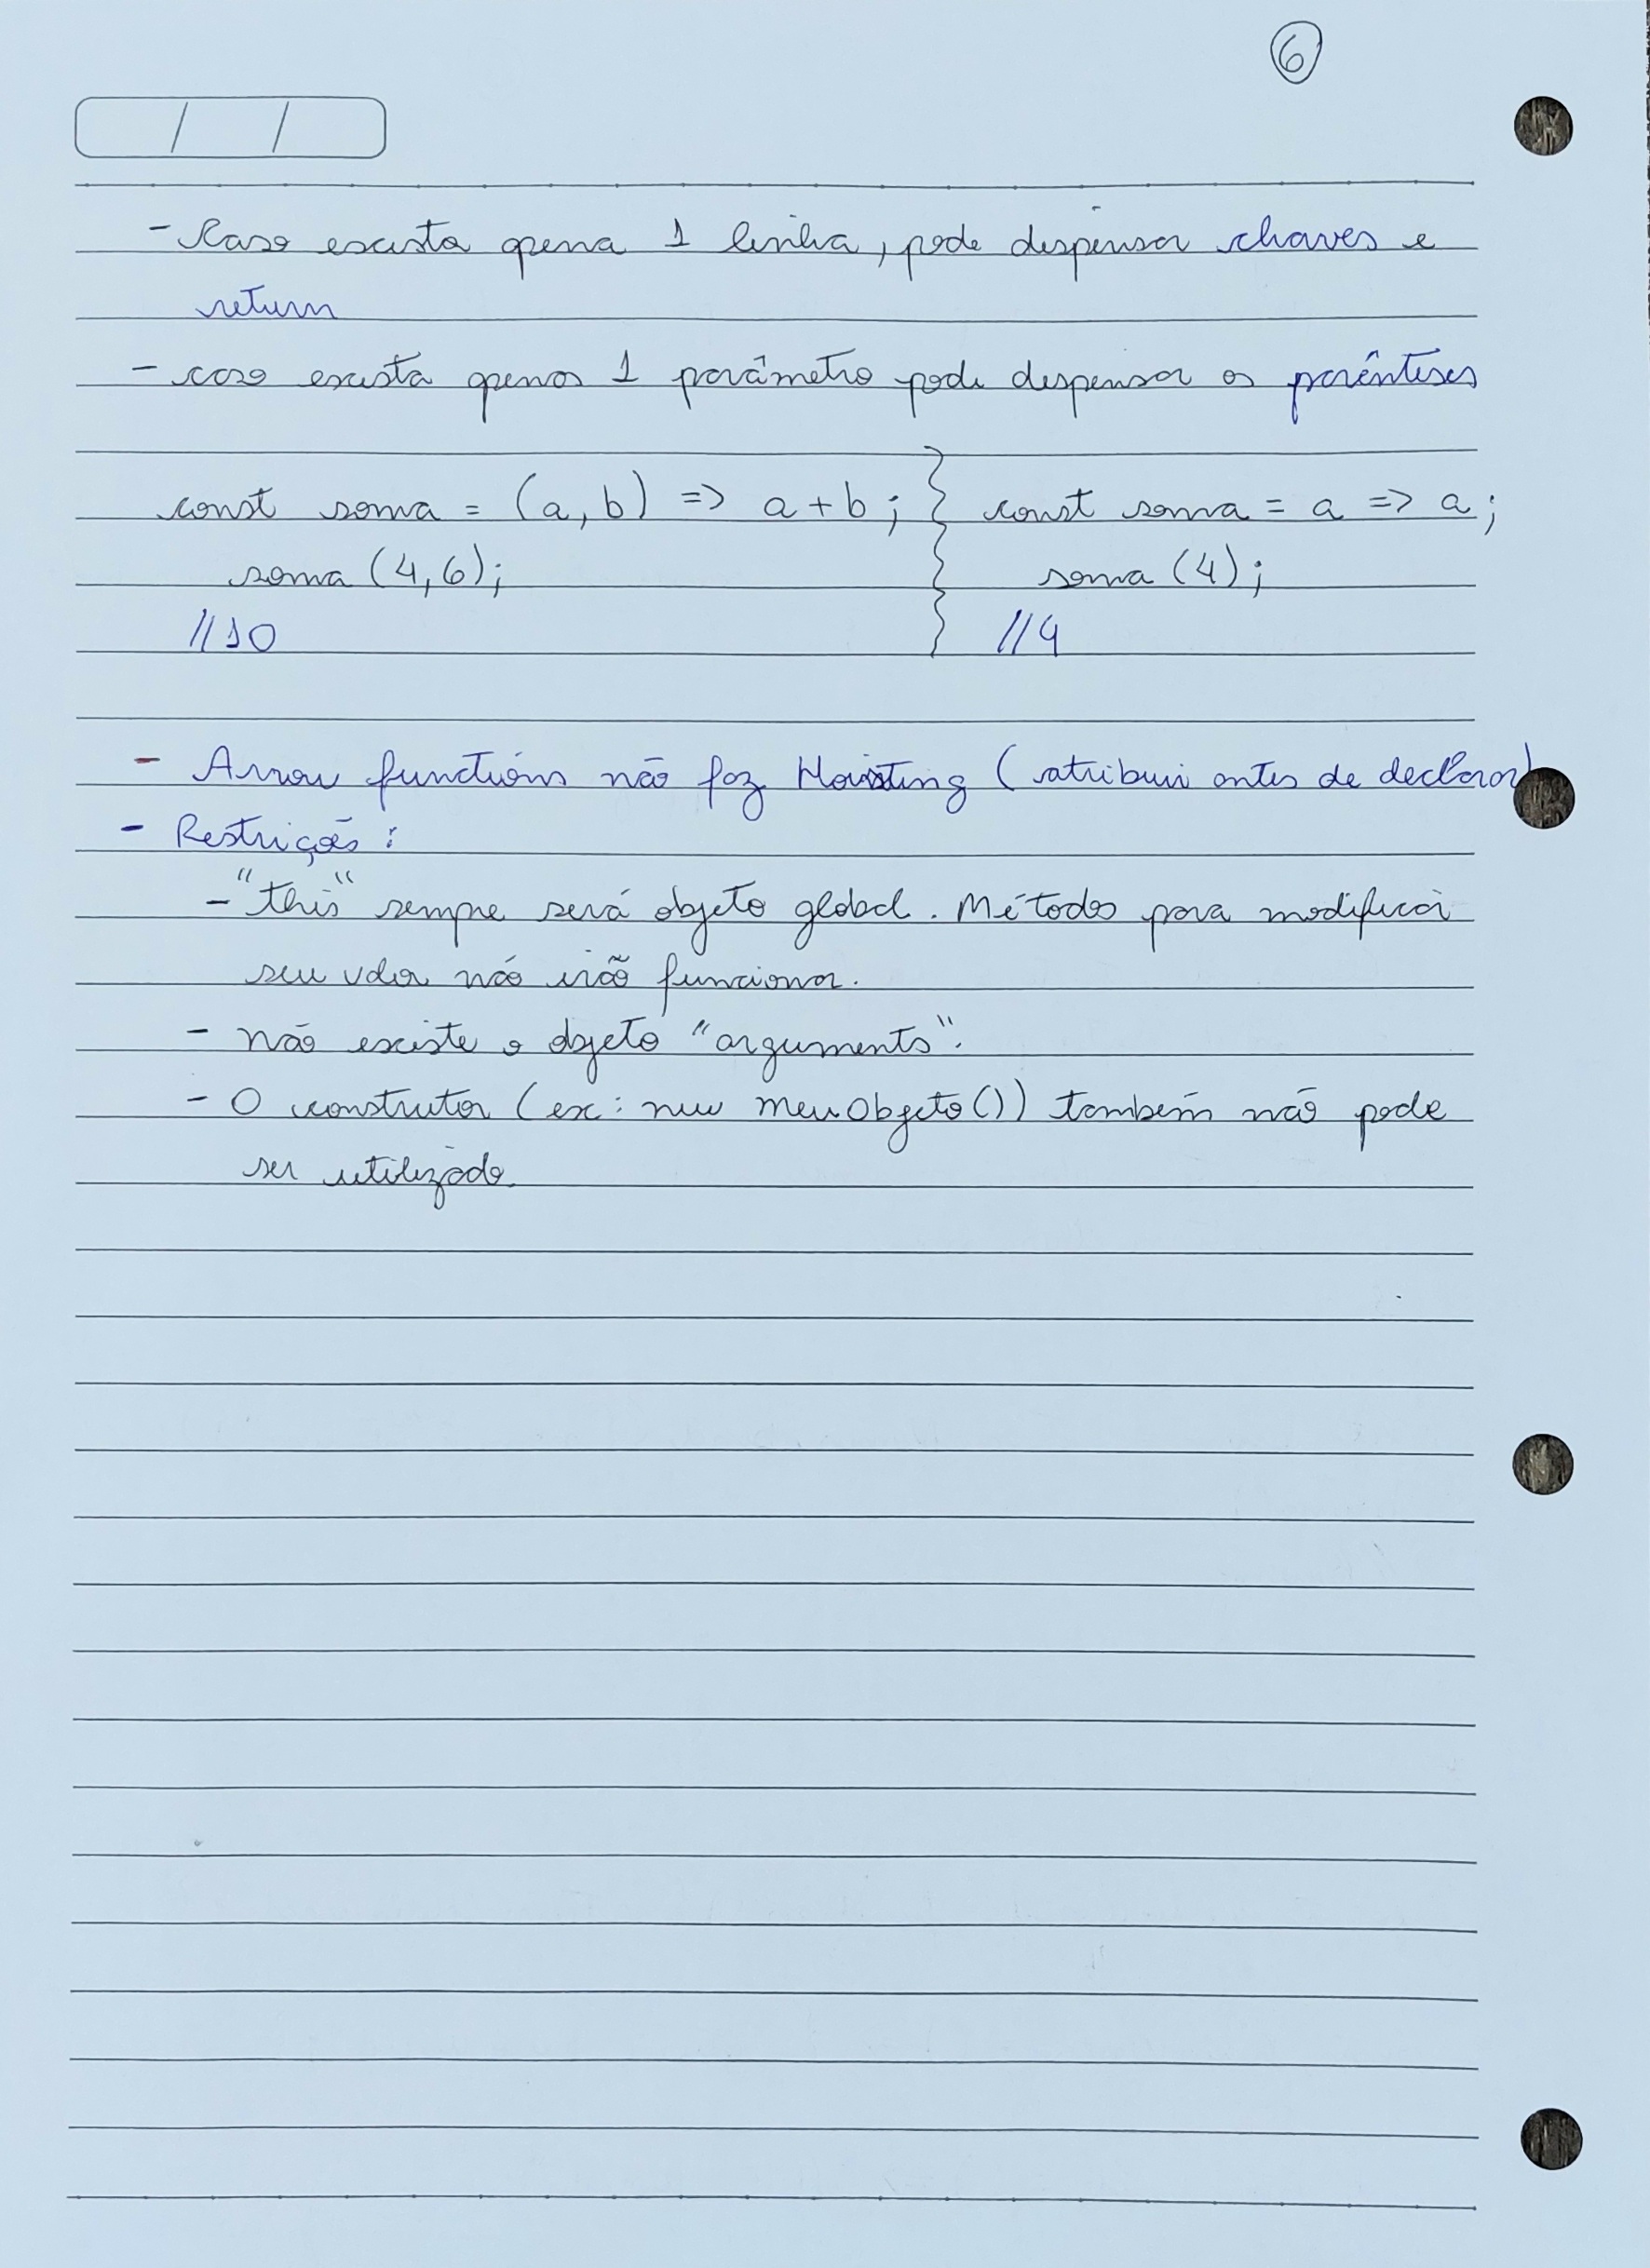 6
/ /
- Caso exista apena 1 linha, pode dispensar chaves e
return
- caso exista apenas 1 parâmetro pode dispensar os parênteses
const soma = (a, b) => a + b ; } const soma = a => a ;
soma (4, 6); } soma (4) ;
//10 } //4
- Arrow functions não faz Hoisting (atribui antes de declarar)
- Restrições :
- "this" sempre será objeto global. Métodos para modificar
seu valor não irão funcionar.
- não existe o objeto "arguments".
- O construtor (ex: new meuObjeto()) também não pode
ser utilizado